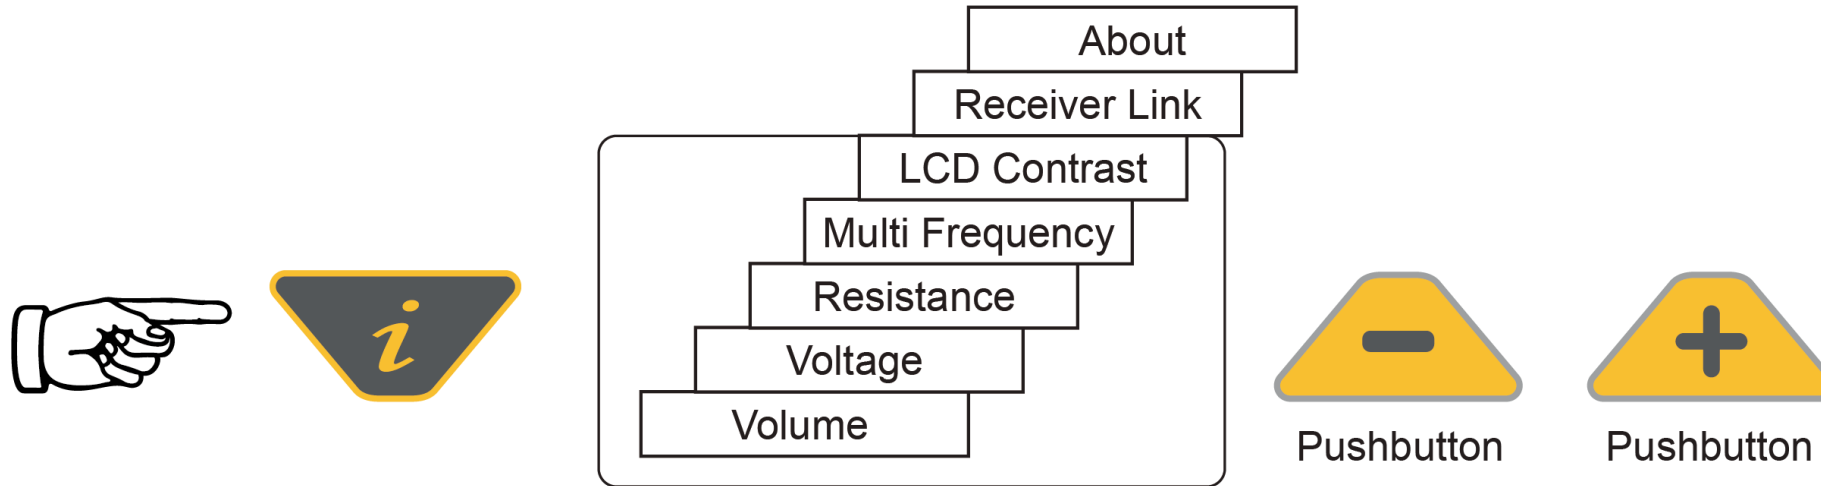 About
Receiver Link
LCD Contrast
Multi Frequency
Resistance
Voltage
Volume
i
Pushbutton
Pushbutton